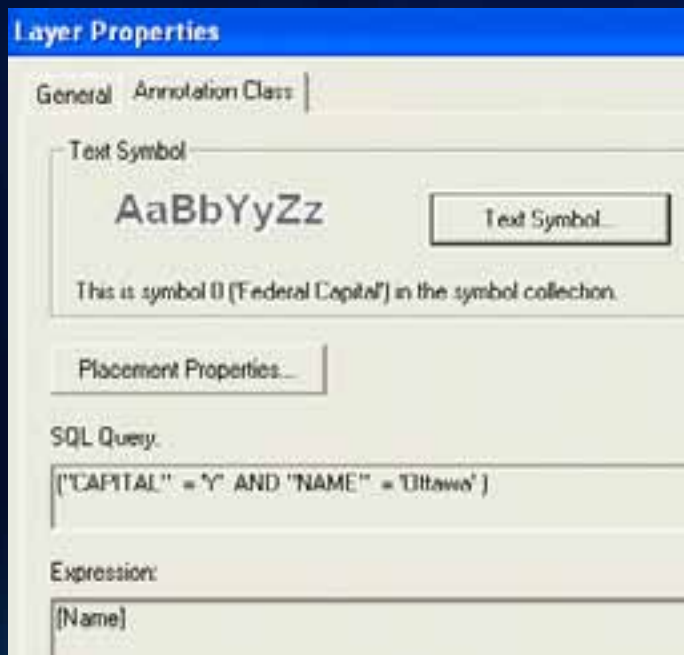 Layer Properties
General Annotation Class
Text Symbol
AaBbYyZz
Text Symbol...
This is symbol 0 ('Federal Capital') in the symbol collection.
Placement Properties...
SQL Query:
("CAPITAL" = 'Y' AND "NAME" = 'Ottawa' )
Expression:
[Name]